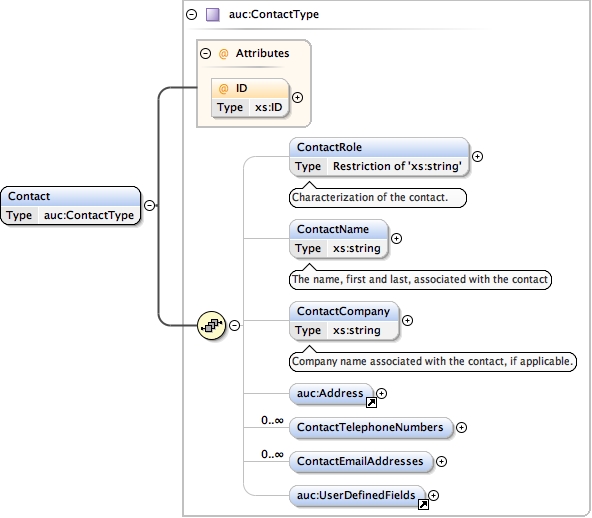 auc:ContactType
@ Attributes
@ ID
Type xs:ID
ContactRole
Type Restriction of 'xs:string'
Characterization of the contact.
Contact
Type auc:ContactType
ContactName
Type xs:string
The name, first and last, associated with the contact
ContactCompany
Type xs:string
Company name associated with the contact, if applicable.
auc:Address
0..∞
ContactTelephoneNumbers
0..∞
ContactEmailAddresses
auc:UserDefinedFields